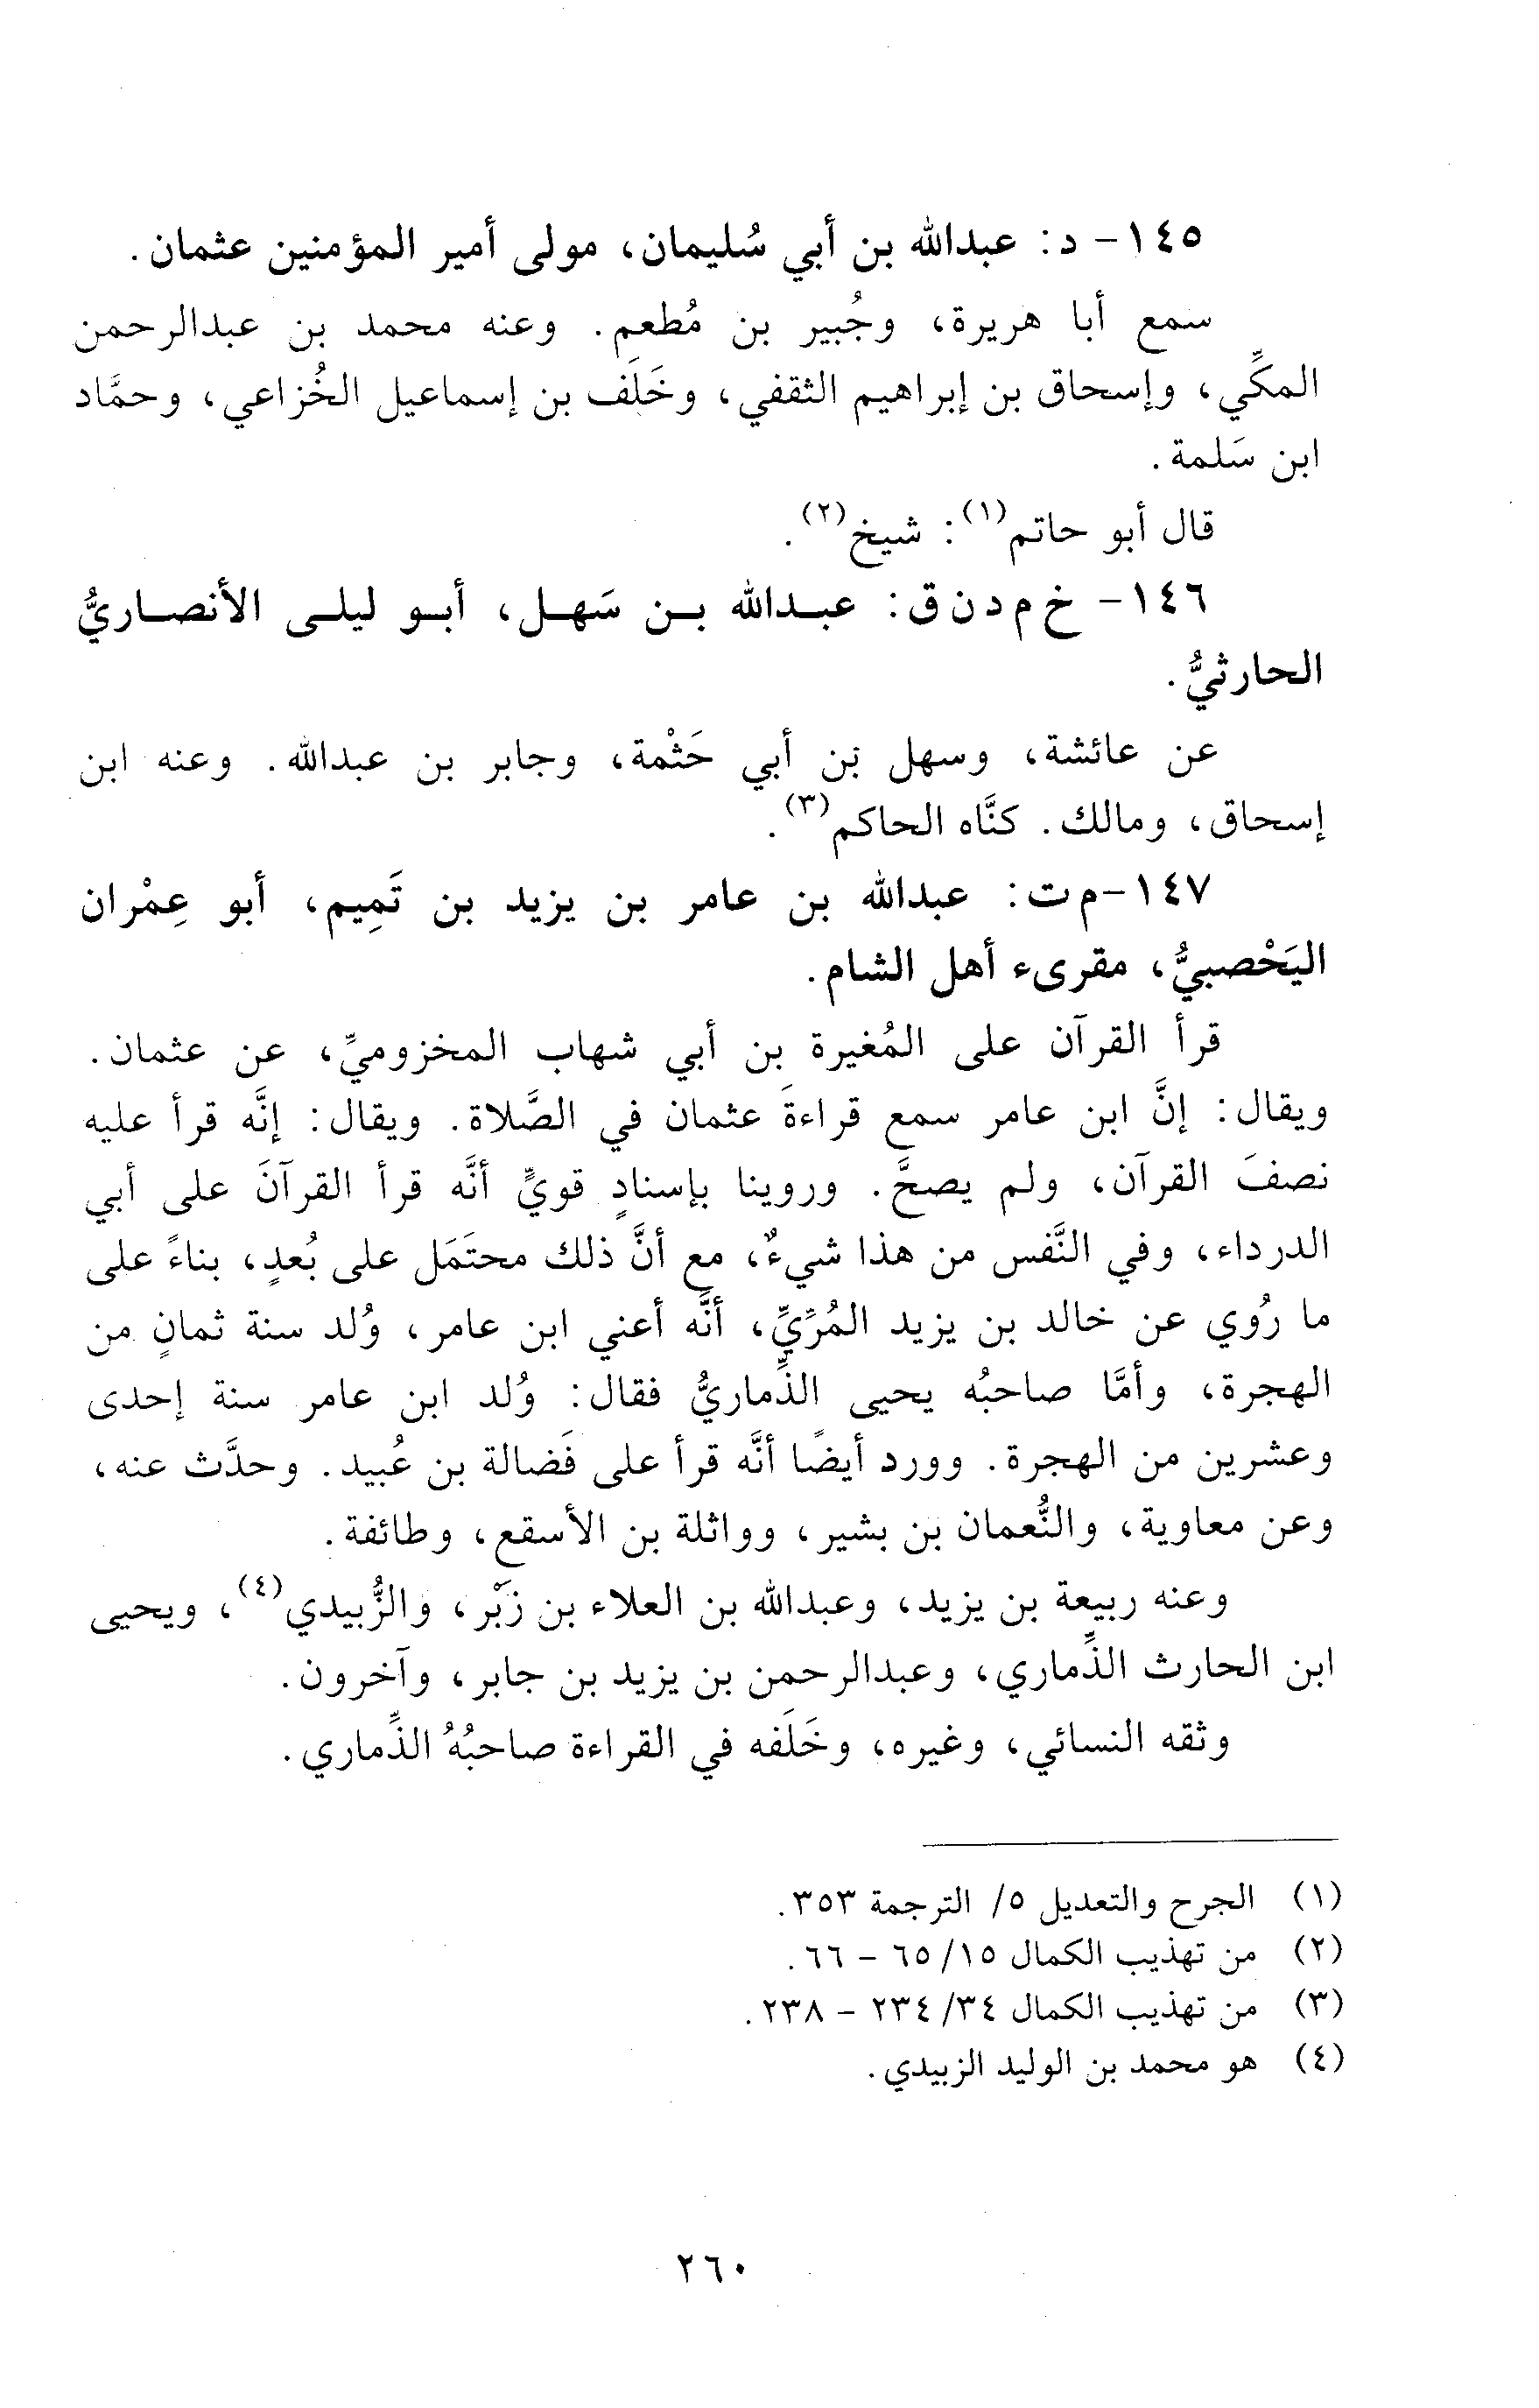 ١٤٥ - د: عبدالله بن أبي سُليمان، مولى أمير المؤمنين عثمان.
سمع أبا هريرة، وجُبير بن مُطعم. وعنه محمد بن عبدالرحمن
المكِّي، وإسحاق بن إبراهيم الثقفي، وخَلَف بن إسماعيل الخُزاعي، وحمَّاد
ابن سَلمة.
قال أبو حاتم(١): شيخ(٢).
١٤٦ - خ م د ن ق: عبدالله بن سَهل، أبو ليلى الأنصاريُّ
الحارثيُّ.
عن عائشة، وسهل بن أبي حَثْمة، وجابر بن عبدالله. وعنه ابن
إسحاق، ومالك. كنَّاه الحاكم(٣).
١٤٧ - م ت: عبدالله بن عامر بن يزيد بن تَمِيم، أبو عِمْران
اليَحْصبيُّ، مقرىء أهل الشام.
قرأ القرآن على المُغيرة بن أبي شهاب المخزوميِّ، عن عثمان.
ويقال: إنَّ ابن عامر سمع قراءةَ عثمان في الصَّلاة. ويقال: إنَّه قرأ عليه
نصفَ القرآن، ولم يصحَّ. وروينا بإسنادٍ قويٍّ أنَّه قرأ القرآنَ على أبي
الدرداء، وفي النَّفس من هذا شيءٌ، مع أنَّ ذلك محتَمَل على بُعدٍ، بناءً على
ما رُوي عن خالد بن يزيد المُرِّيِّ، أنَّه أعني ابن عامر، وُلد سنة ثمانٍ من
الهجرة، وأمَّا صاحبُه يحيى الذِّماريُّ فقال: وُلد ابن عامر سنة إحدى
وعشرين من الهجرة. وورد أيضًا أنَّه قرأ على فَضالة بن عُبيد. وحدَّث عنه،
وعن معاوية، والنُّعمان بن بشير، وواثلة بن الأسقع، وطائفة.
وعنه ربيعة بن يزيد، وعبدالله بن العلاء بن زَبْر، والزُّبيدي(٤)، ويحيى
ابن الحارث الذِّماري، وعبدالرحمن بن يزيد بن جابر، وآخرون.
وثقه النسائي، وغيره، وخَلَفه في القراءة صاحبُهُ الذِّماري.
(١) الجرح والتعديل ٥/ الترجمة ٣٥٣.
(٢) من تهذيب الكمال ١٥/ ٦٥ - ٦٦.
(٣) من تهذيب الكمال ٣٤/ ٢٣٤ - ٢٣٨.
(٤) هو محمد بن الوليد الزبيدي.
٢٦٠